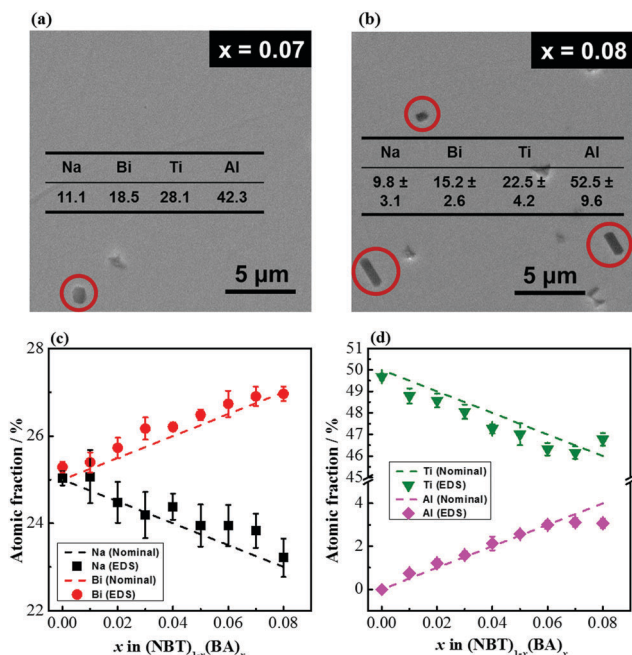 (a)
x = 0.07
Na Bi Ti Al
11.1 18.5 28.1 42.3
5 µm
(b)
x = 0.08
Na Bi Ti Al
9.8 ± 15.2 ± 22.5 ± 52.5 ±
3.1 2.6 4.2 9.6
5 µm
(c)
Atomic fraction / %
28
26
24
22
Na (Nominal)
Na (EDS)
Bi (Nominal)
Bi (EDS)
0.00 0.02 0.04 0.06 0.08
x in (NBT)1-x(BA)x
(d)
Atomic fraction / %
50
49
48
47
46
4
2
0
Ti (Nominal)
Ti (EDS)
Al (Nominal)
Al (EDS)
0.00 0.02 0.04 0.06 0.08
x in (NBT)1-x(BA)x